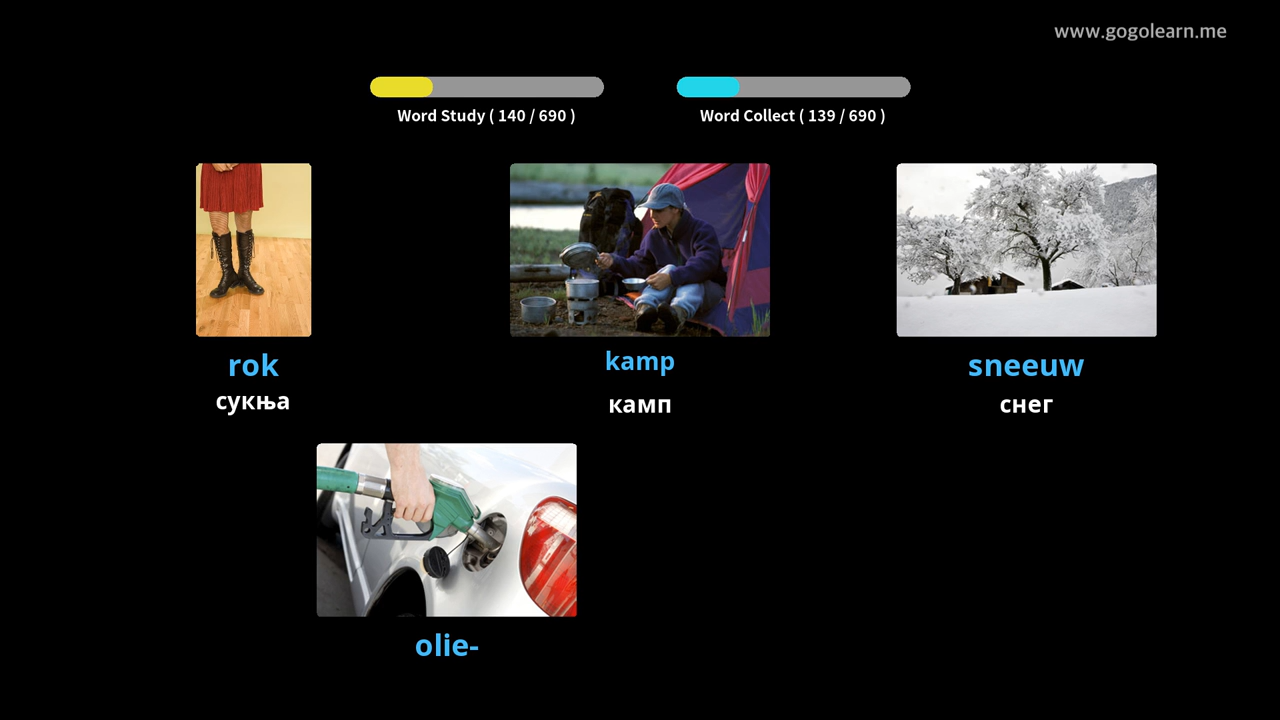 www.gogolearn.me
Word Study ( 140 / 690 )
Word Collect ( 139 / 690 )
rok
kamp
sneeuw
сукња
камп
снег
olie-